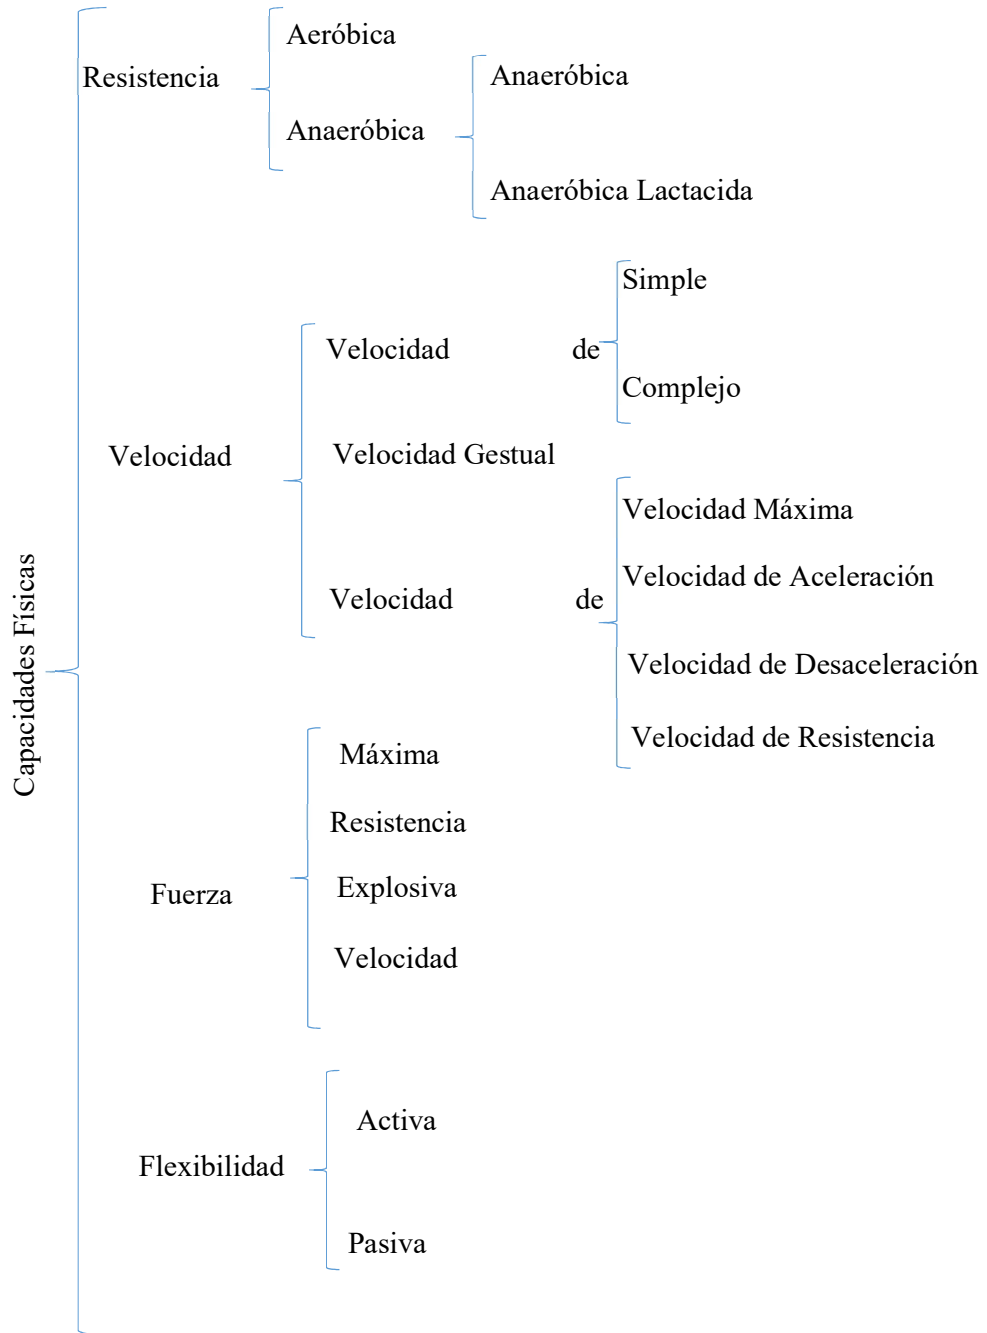 Capacidades Físicas
Resistencia
Aeróbica
Anaeróbica
Anaeróbica
Anaeróbica Lactacida
Velocidad
Velocidad de
Simple
Complejo
Velocidad Gestual
Velocidad de
Velocidad Máxima
Velocidad de Aceleración
Velocidad de Desaceleración
Velocidad de Resistencia
Fuerza
Máxima
Resistencia
Explosiva
Velocidad
Flexibilidad
Activa
Pasiva